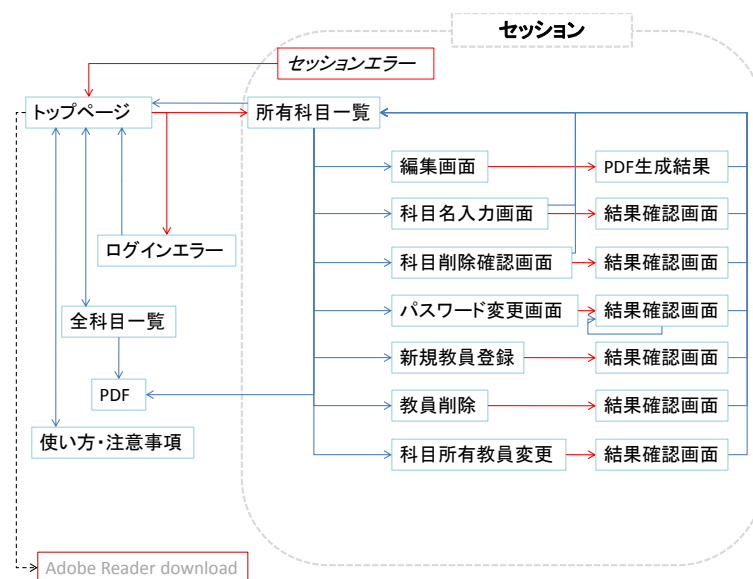 セッション
セッションエラー
トップページ
所有科目一覧
編集画面
PDF生成結果
科目名入力画面
結果確認画面
ログインエラー
科目削除確認画面
結果確認画面
全科目一覧
パスワード変更画面
結果確認画面
新規教員登録
結果確認画面
PDF
教員削除
結果確認画面
使い方・注意事項
科目所有教員変更
結果確認画面
Adobe Reader download